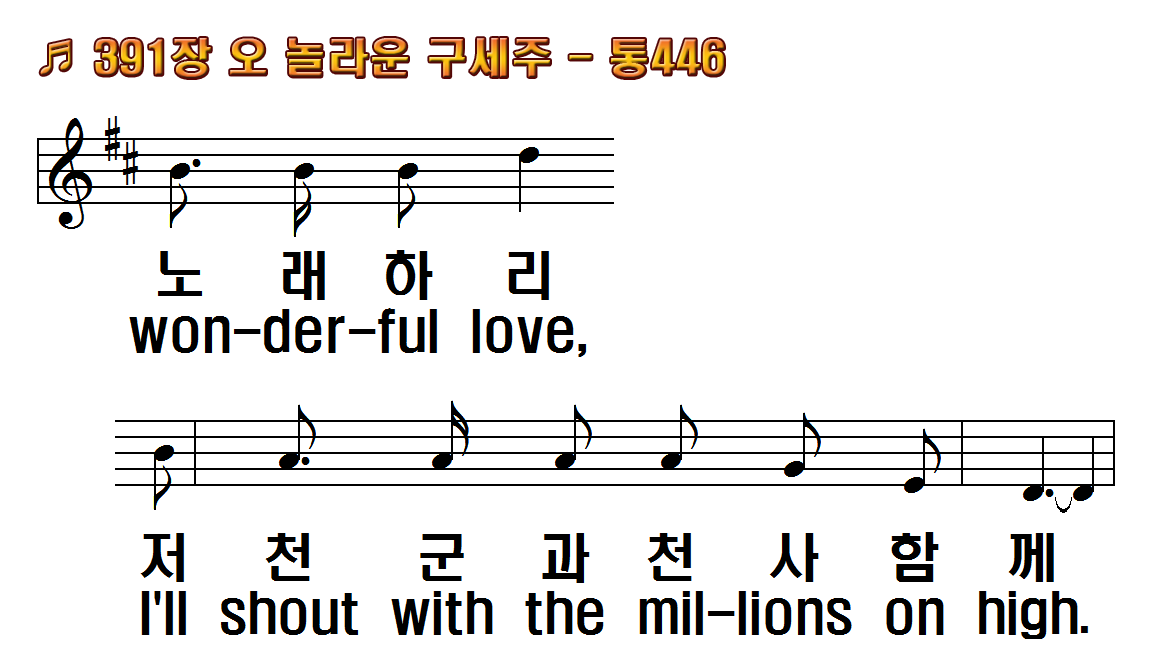 ♬ 391장 오 놀라운 구세주 - 통446
노 래 하 리
won-der-ful love,
저 천 군 과 천 사 함 께
I'll shout with the mil-lions on high.